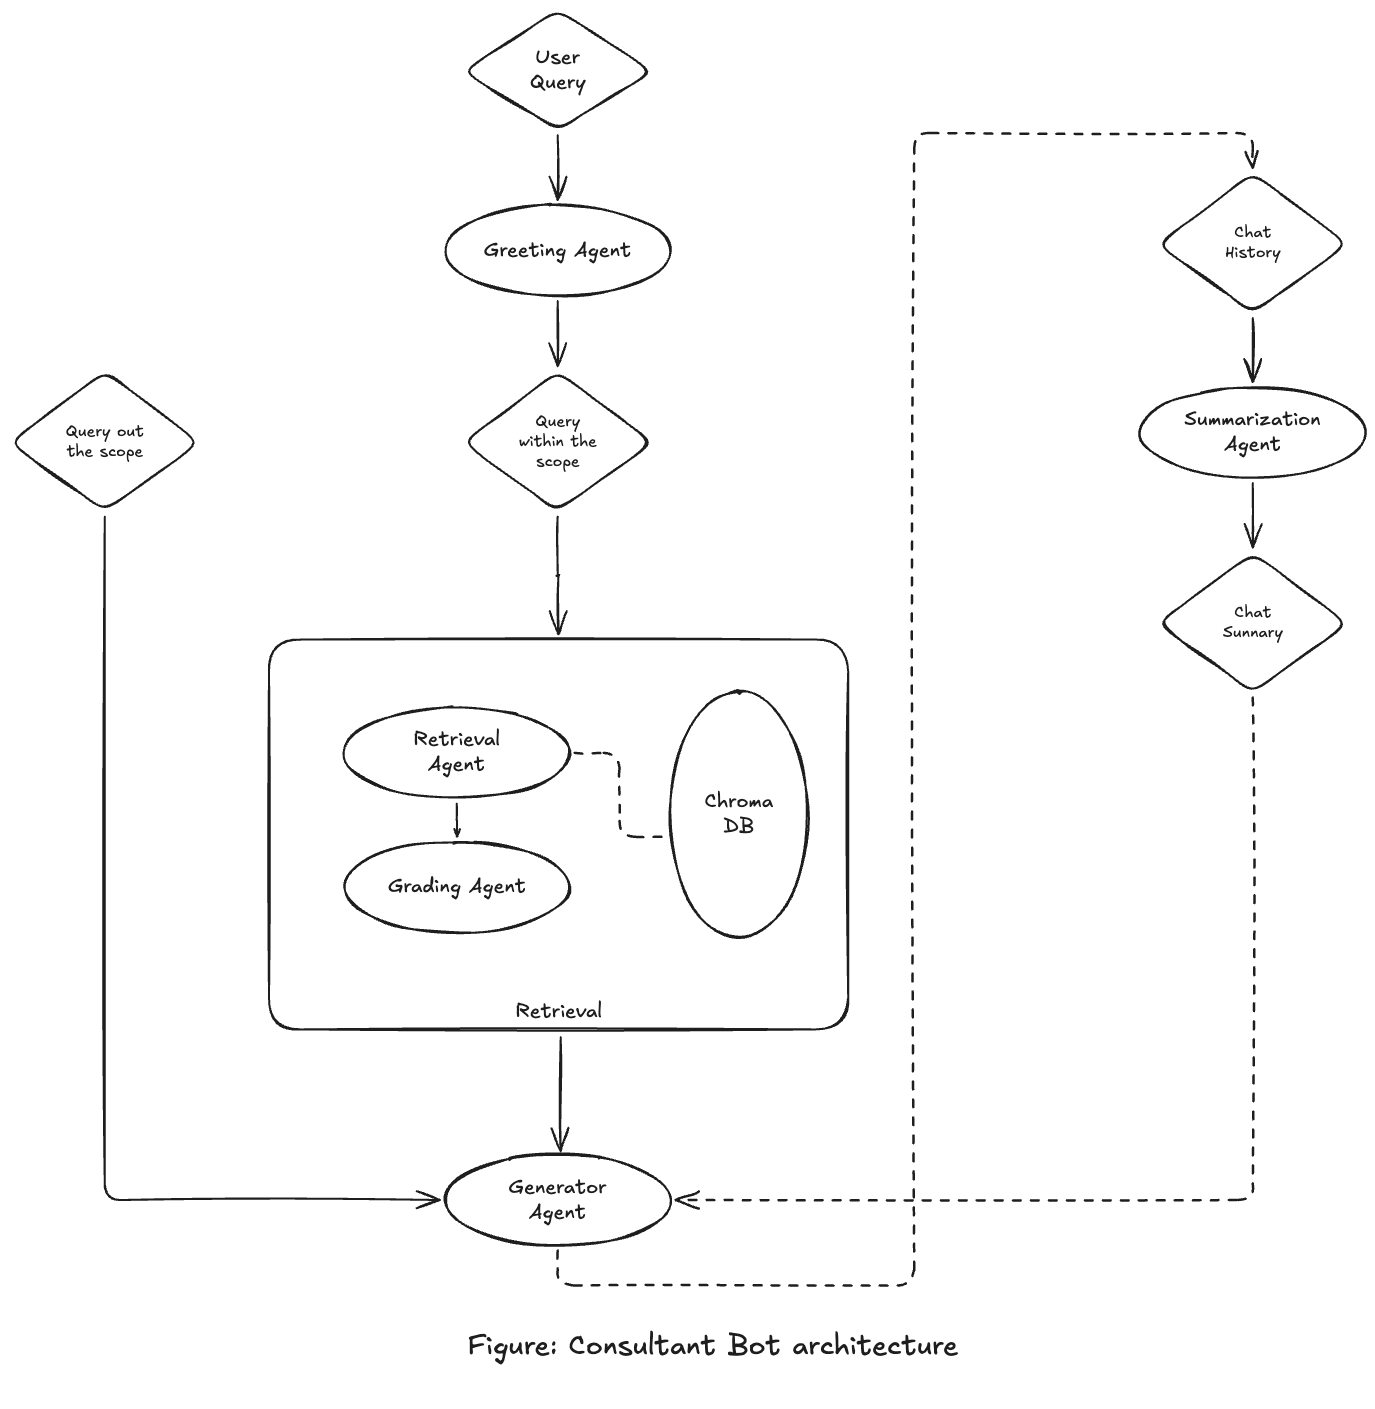 User
Query
Greeting Agent
Query out
the scope
Query
within the
scope
Retrieval
Agent
Chroma
DB
Grading Agent
Retrieval
Generator
Agent
Chat
History
Summarization
Agent
Chat
Sunnary
Figure: Consultant Bot architecture